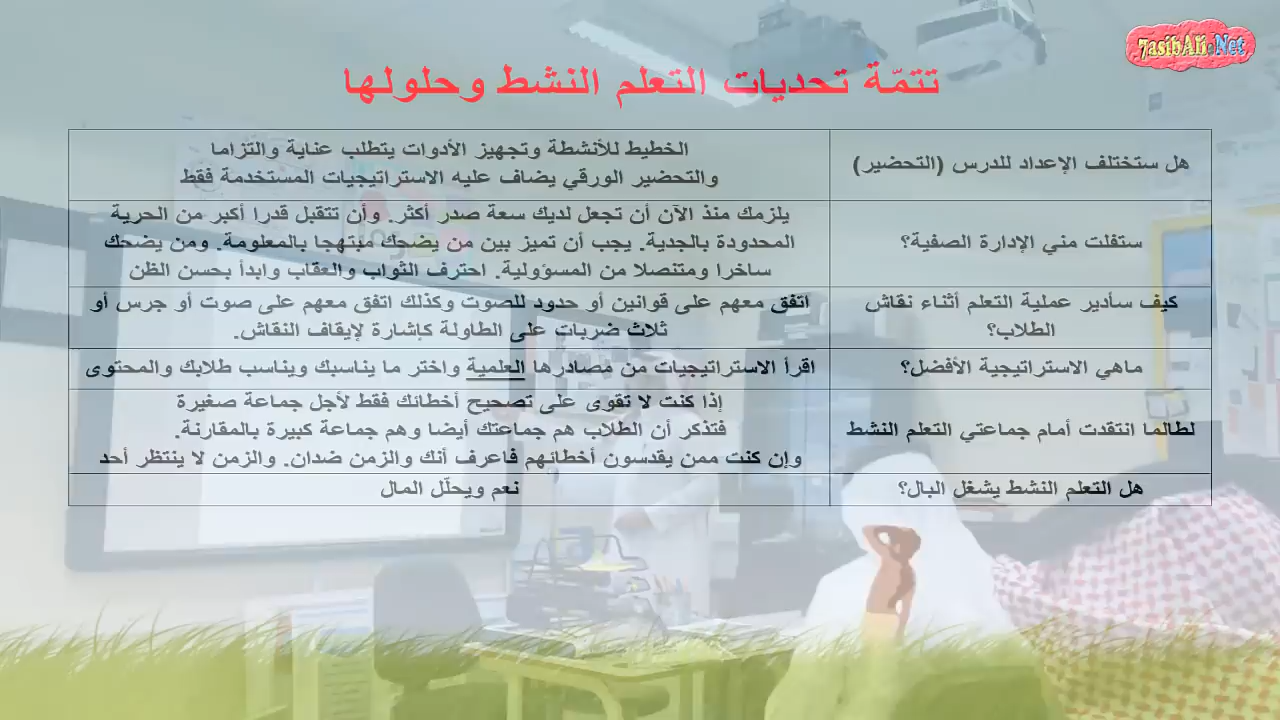 7asibAli.Net
تتمّة تحديات التعلم النشط وحلولها
هل ستختلف الإعداد للدرس (التحضير)
الخطيط للأنشطة وتجهيز الأدوات يتطلب عناية والتزاما
والتحضير الورقي يضاف عليه الاستراتيجيات المستخدمة فقط
ستفلت مني الإدارة الصفية؟
يلزمك منذ الآن أن تجعل لديك سعة صدر أكثر. وأن تتقبل قدرا أكبر من الحرية
المحدودة بالجدية. يجب أن تميز بين من يضحك مبتهجا بالمعلومة. ومن يضحك
ساخرا ومتنصلا من المسؤولية. احترف الثواب والعقاب وابدأ بحسن الظن
كيف سأدير عملية التعلم أثناء نقاش
الطلاب؟
اتفق معهم على قوانين أو حدود للصوت وكذلك اتفق معهم على صوت أو جرس أو
ثلاث ضربات على الطاولة كإشارة لإيقاف النقاش.
ماهي الاستراتيجية الأفضل؟
اقرأ الاستراتيجيات من مصادرها العلمية واختر ما يناسبك ويناسب طلابك والمحتوى
لطالما انتقدت أمام جماعتي التعلم النشط
إذا كنت لا تقوى على تصحيح أخطائك فقط لأجل جماعة صغيرة
فتذكر أن الطلاب هم جماعتك أيضا وهم جماعة كبيرة بالمقارنة.
وإن كنت ممن يقدسون أخطائهم فاعرف أنك والزمن ضدان. والزمن لا ينتظر أحد
هل التعلم النشط يشغل البال؟
نعم ويحلّل المال